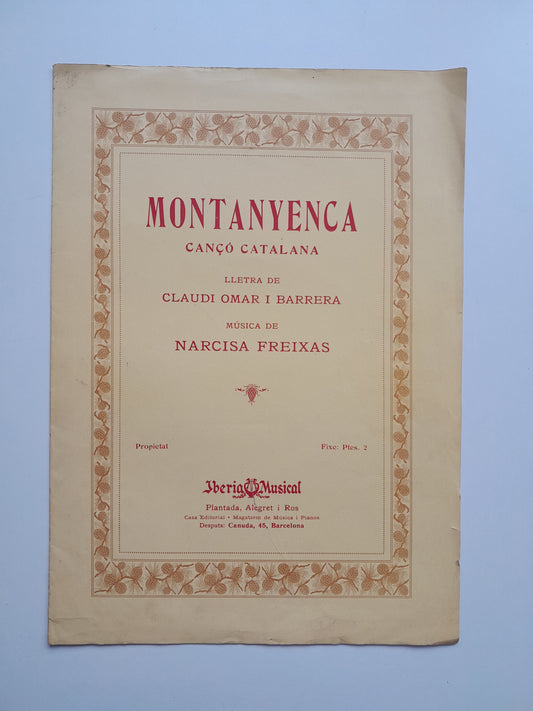 MONTANYENCA
CANÇÓ CATALANA
LLETRA DE
CLAUDI OMAR I BARRERA
MÚSICA DE
NARCISA FREIXAS
Propietat Fixe: Ptes. 2
Iberia Musical
Plantada, Alegret i Ros
Casa Editorial - Magatzem de Música i Pianos
Despatx: Canuda, 45, Barcelona